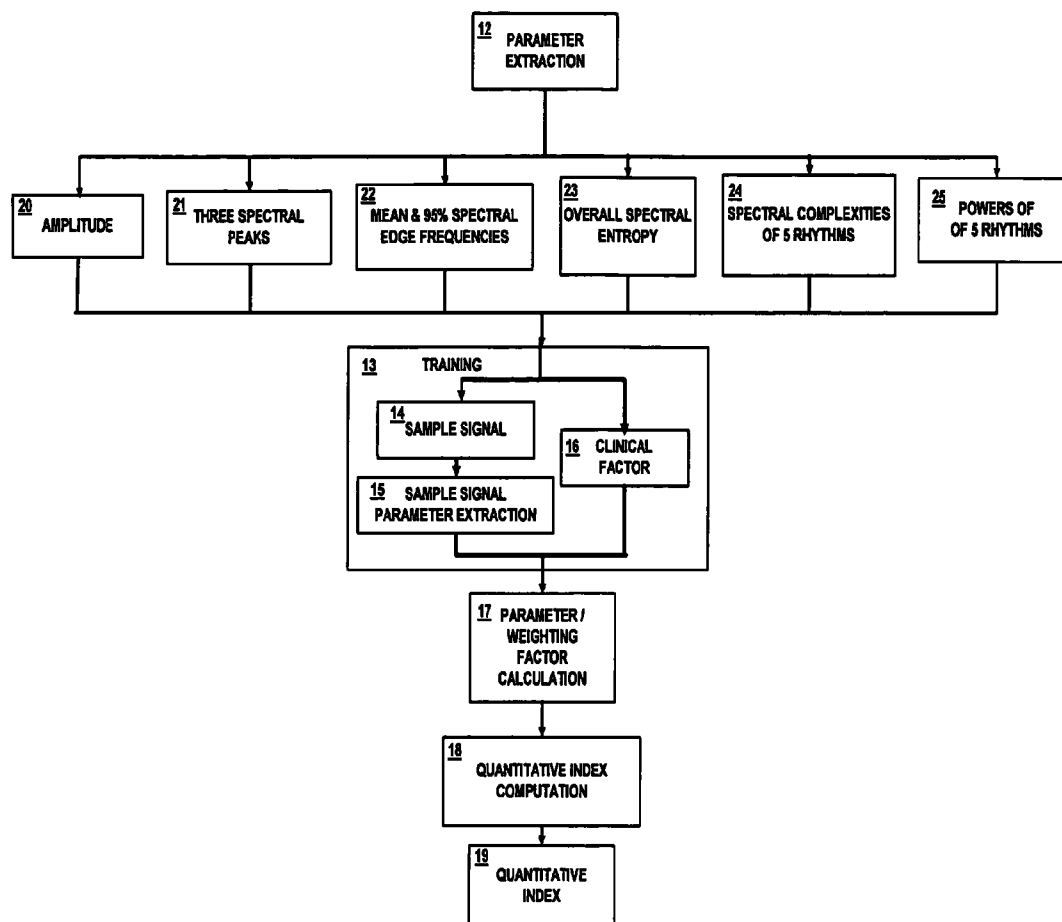 12
PARAMETER
EXTRACTION
20
AMPLITUDE
21
THREE SPECTRAL
PEAKS
22
MEAN & 95% SPECTRAL
EDGE FREQUENCIES
23
OVERALL SPECTRAL
ENTROPY
24
SPECTRAL COMPLEXITIES
OF 5 RHYTHMS
25
POWERS OF
OF 5 RHYTHMS
13
TRAINING
14
SAMPLE SIGNAL
16
CLINICAL
FACTOR
15
SAMPLE SIGNAL
PARAMETER EXTRACTION
17
PARAMETER /
WEIGHTING
FACTOR
CALCULATION
18
QUANTITATIVE INDEX
COMPUTATION
19
QUANTITATIVE
INDEX